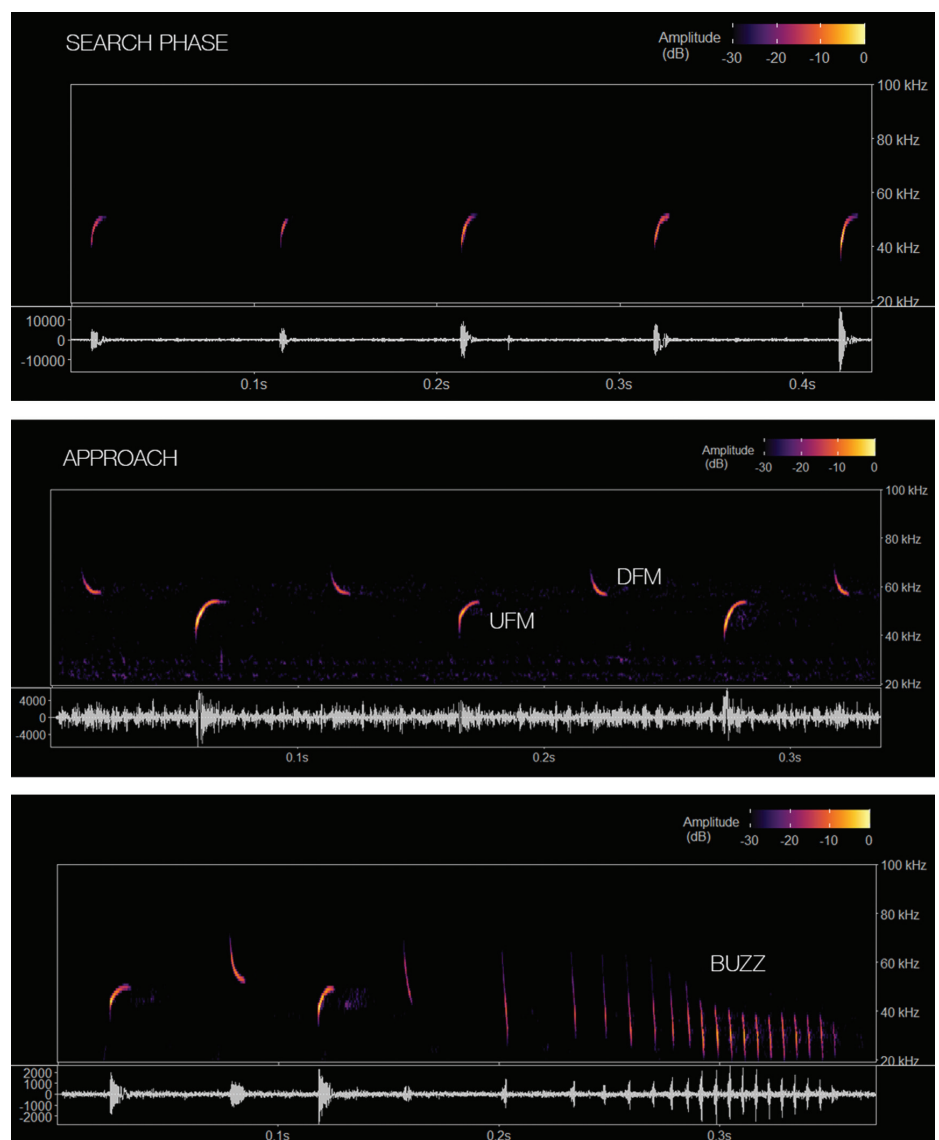 SEARCH PHASE
Amplitude
(dB)
-30 -20 -10 0
100 kHz
80 kHz
60 kHz
40 kHz
20 kHz
10000
0
-10000
0.1s 0.2s 0.3s 0.4s
APPROACH
Amplitude
(dB)
-30 -20 -10 0
100 kHz
80 kHz
60 kHz
DFM
UFM
40 kHz
20 kHz
4000
0
-4000
0.1s 0.2s 0.3s
Amplitude
(dB)
-30 -20 -10 0
100 kHz
80 kHz
60 kHz
BUZZ
40 kHz
20 kHz
2000
1000
0
-1000
-2000
0.1s 0.2s 0.3s